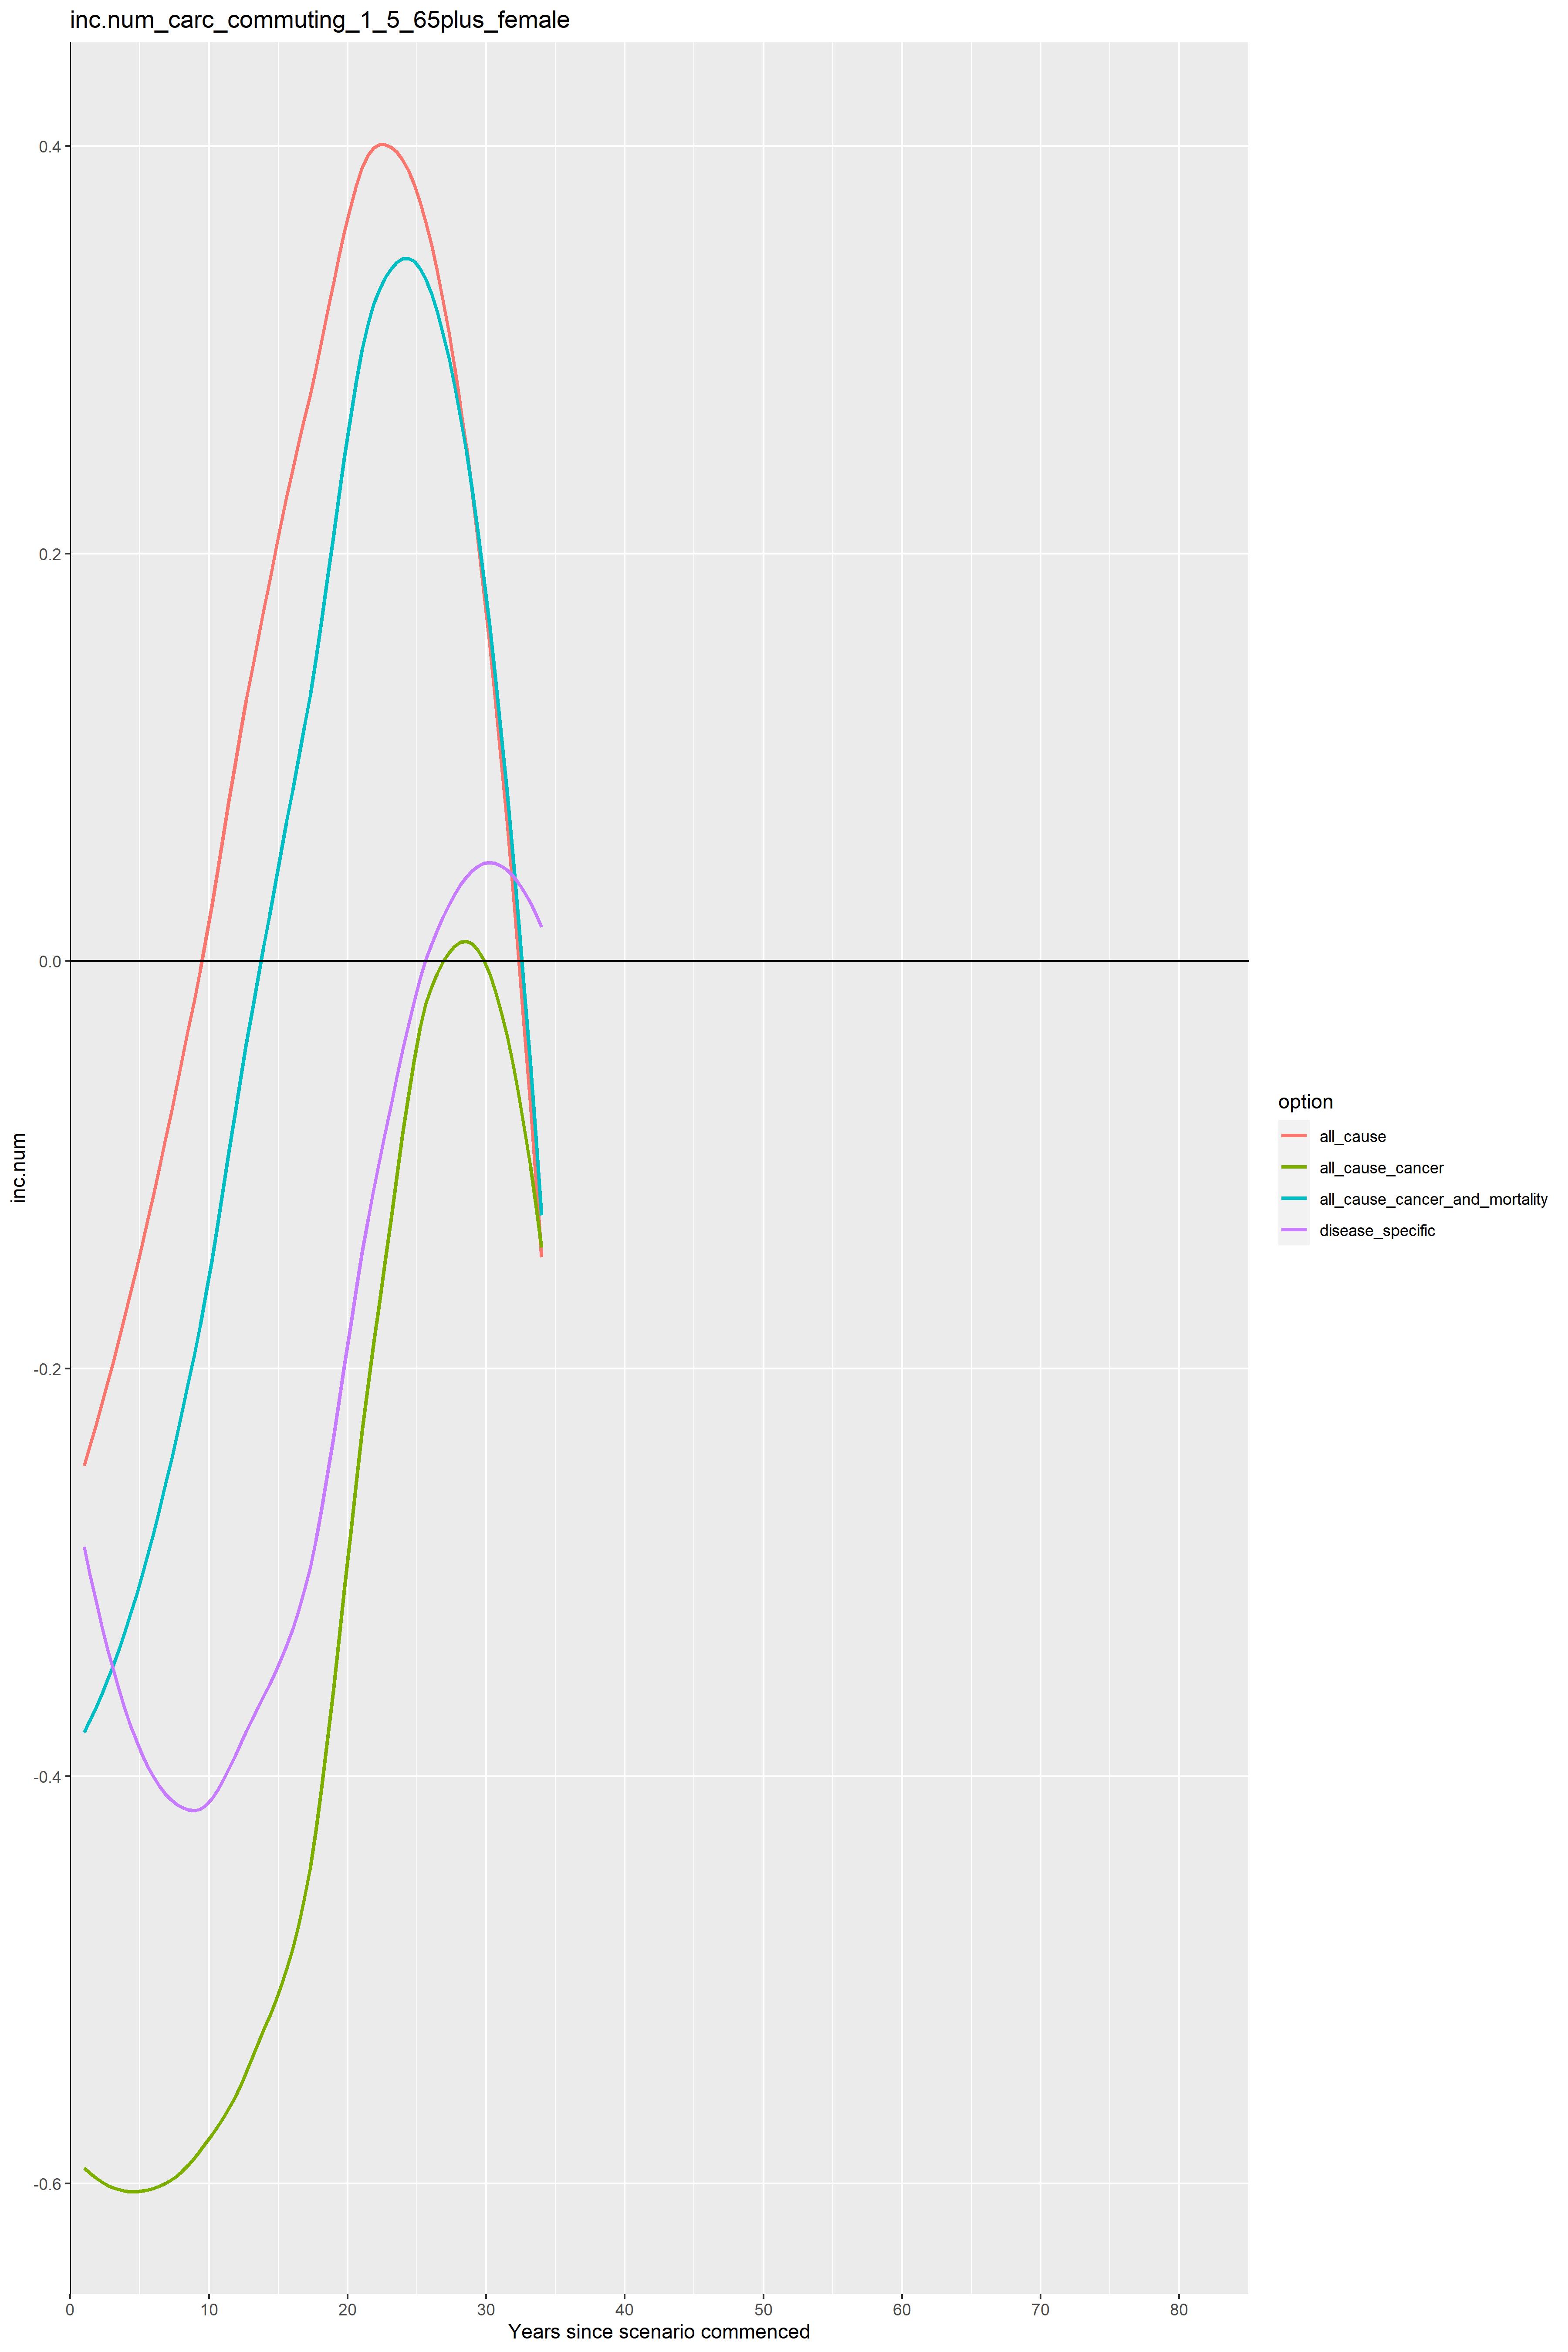 inc.num_carc_commuting_1_5_65plus_female
0.4
0.2
0.0
-0.2
-0.4
-0.6
inc.num
0 10 20 30 40 50 60 70 80
Years since scenario commenced
option
all_cause
all_cause_cancer
all_cause_cancer_and_mortality
disease_specific